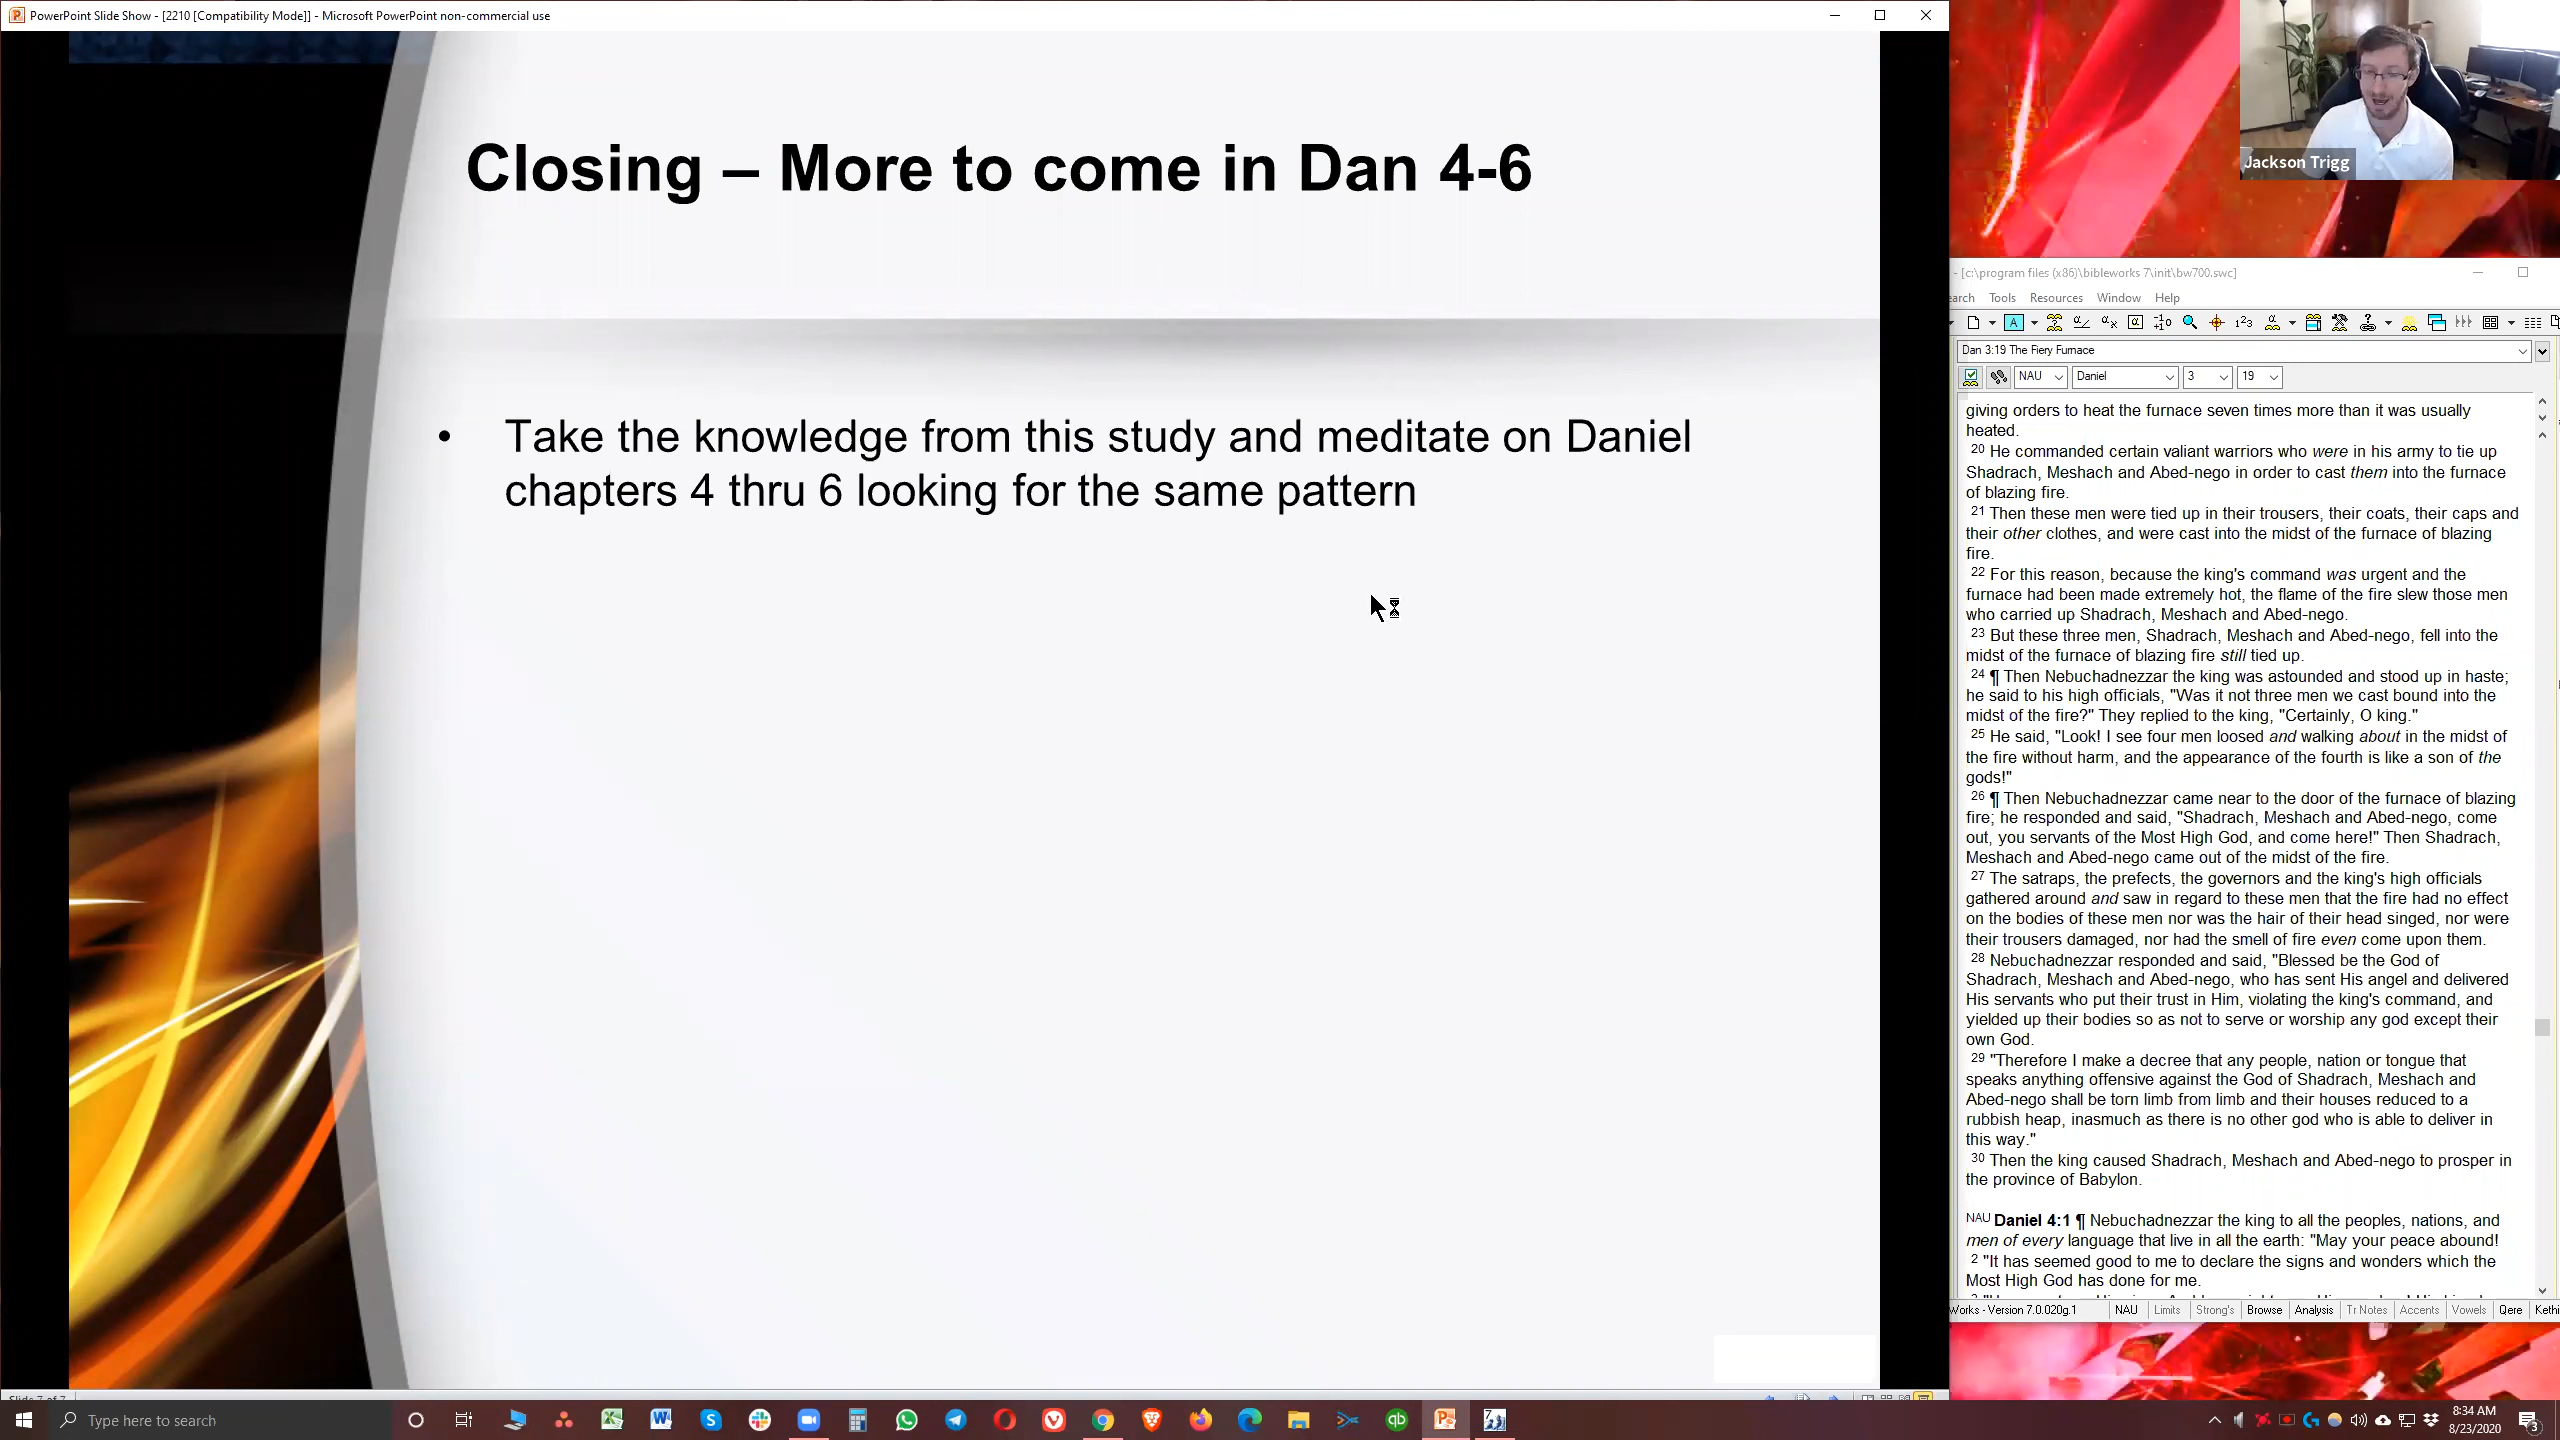 PowerPoint Slide Show - [2210 [Compatibility Mode]] - Microsoft PowerPoint non-commercial use
Closing – More to come in Dan 4-6
• Take the knowledge from this study and meditate on Daniel
chapters 4 thru 6 looking for the same pattern
Jackson Trigg
- [c:\program files (x86)\bibleworks 7\init\bw700.swc]
earch Tools Resources Window Help
Dan 3:19 The Fiery Furnace
NAU Daniel 3 19
giving orders to heat the furnace seven times more than it was usually
heated.
20 He commanded certain valiant warriors who were in his army to tie up
Shadrach, Meshach and Abed-nego in order to cast them into the furnace
of blazing fire.
21 Then these men were tied up in their trousers, their coats, their caps and
their other clothes, and were cast into the midst of the furnace of blazing
fire.
22 For this reason, because the king's command was urgent and the
furnace had been made extremely hot, the flame of the fire slew those men
who carried up Shadrach, Meshach and Abed-nego.
23 But these three men, Shadrach, Meshach and Abed-nego, fell into the
midst of the furnace of blazing fire still tied up.
24 ¶ Then Nebuchadnezzar the king was astounded and stood up in haste;
he said to his high officials, "Was it not three men we cast bound into the
midst of the fire?" They replied to the king, "Certainly, O king."
25 He said, "Look! I see four men loosed and walking about in the midst of
the fire without harm, and the appearance of the fourth is like a son of the
gods!"
26 ¶ Then Nebuchadnezzar came near to the door of the furnace of blazing
fire; he responded and said, "Shadrach, Meshach and Abed-nego, come
out, you servants of the Most High God, and come here!" Then Shadrach,
Meshach and Abed-nego came out of the midst of the fire.
27 The satraps, the prefects, the governors and the king's high officials
gathered around and saw in regard to these men that the fire had no effect
on the bodies of these men nor was the hair of their head singed, nor were
their trousers damaged, nor had the smell of fire even come upon them.
28 Nebuchadnezzar responded and said, "Blessed be the God of
Shadrach, Meshach and Abed-nego, who has sent His angel and delivered
His servants who put their trust in Him, violating the king's command, and
yielded up their bodies so as not to serve or worship any god except their
own God.
29 "Therefore I make a decree that any people, nation or tongue that
speaks anything offensive against the God of Shadrach, Meshach and
Abed-nego shall be torn limb from limb and their houses reduced to a
rubbish heap, inasmuch as there is no other god who is able to deliver in
this way."
30 Then the king caused Shadrach, Meshach and Abed-nego to prosper in
the province of Babylon.
NAU Daniel 4:1 ¶ Nebuchadnezzar the king to all the peoples, nations, and
men of every language that live in all the earth: "May your peace abound!
2 "It has seemed good to me to declare the signs and wonders which the
Most High God has done for me.
Works - Version 7.0.020g.1 NAU Limits Strong's Browse Analysis Tr Notes Accents Vowels Qere Kethi
Type here to search
8:34 AM
8/23/2020
3